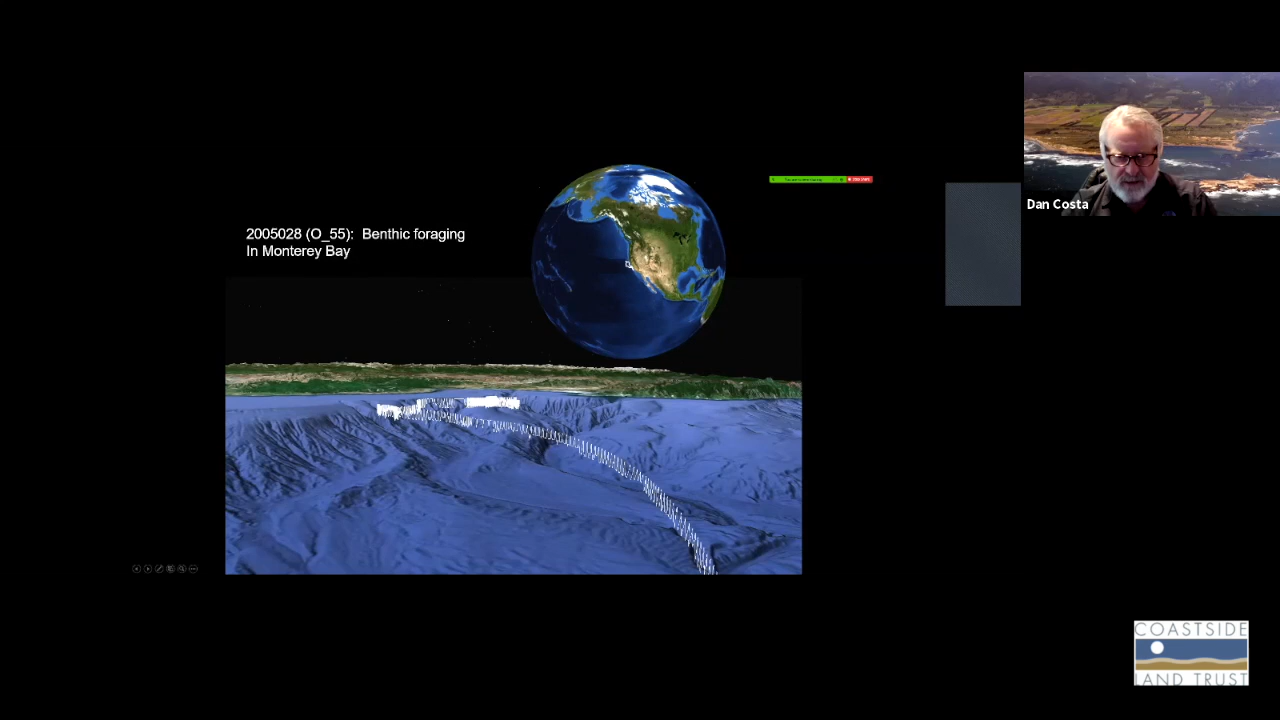 2005028 (O_55): Benthic foraging
In Monterey Bay
Dan Costa
COASTSIDE
LAND TRUST